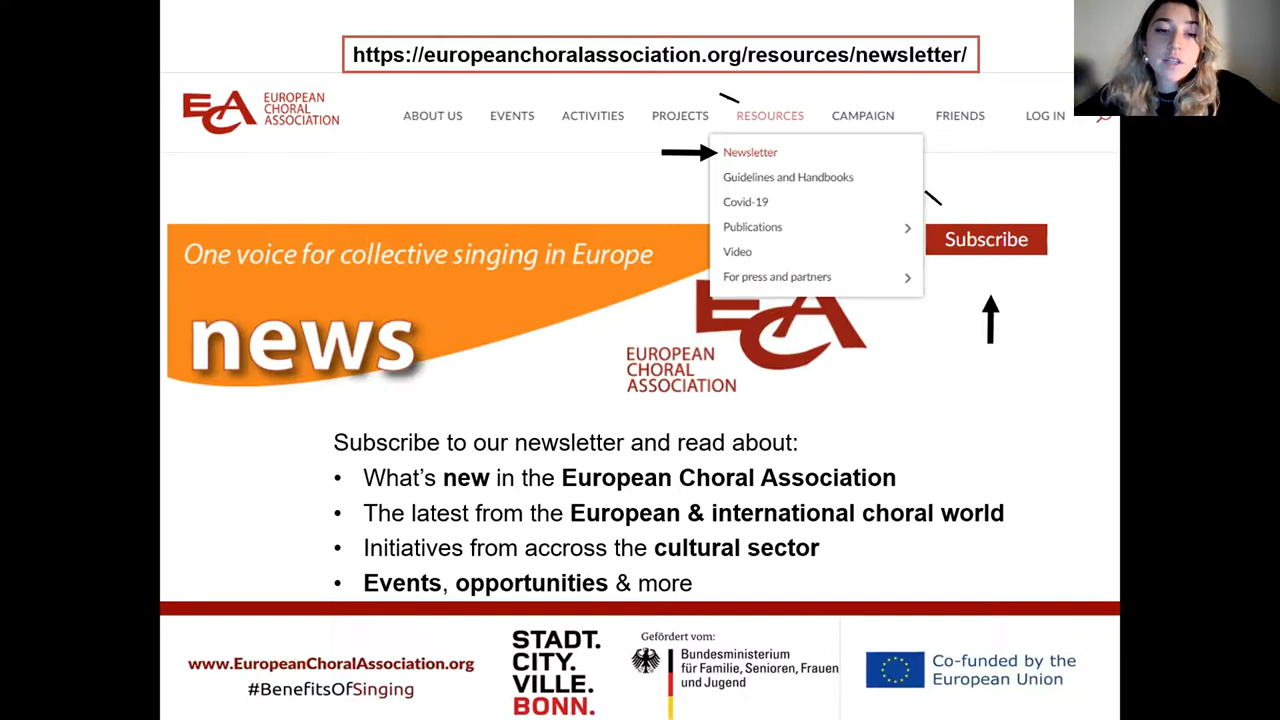 https://europeanchoralassociation.org/resources/newsletter/
ECA EUROPEAN
CHORAL
ASSOCIATION
ABOUT US EVENTS ACTIVITIES PROJECTS RESOURCES CAMPAIGN FRIENDS LOG IN
Newsletter
Guidelines and Handbooks
Covid-19
Publications
Video
For press and partners
Subscribe
One voice for collective singing in Europe
news
ECA
EUROPEAN
CHORAL
ASSOCIATION
Subscribe to our newsletter and read about:
• What's new in the European Choral Association
• The latest from the European & international choral world
• Initiatives from accross the cultural sector
• Events, opportunities & more
www.EuropeanChoralAssociation.org
#BenefitsOfSinging
STADT.
CITY.
VILLE.
BONN.
Gefördert vom:
Bundesministerium
für Familie, Senioren, Frauen
und Jugend
Co-funded by the
European Union